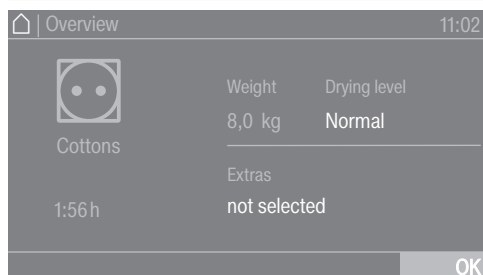 Overview 11:02
Weight Drying level
8,0 kg Normal
Cottons
Extras
1:56 h not selected
OK